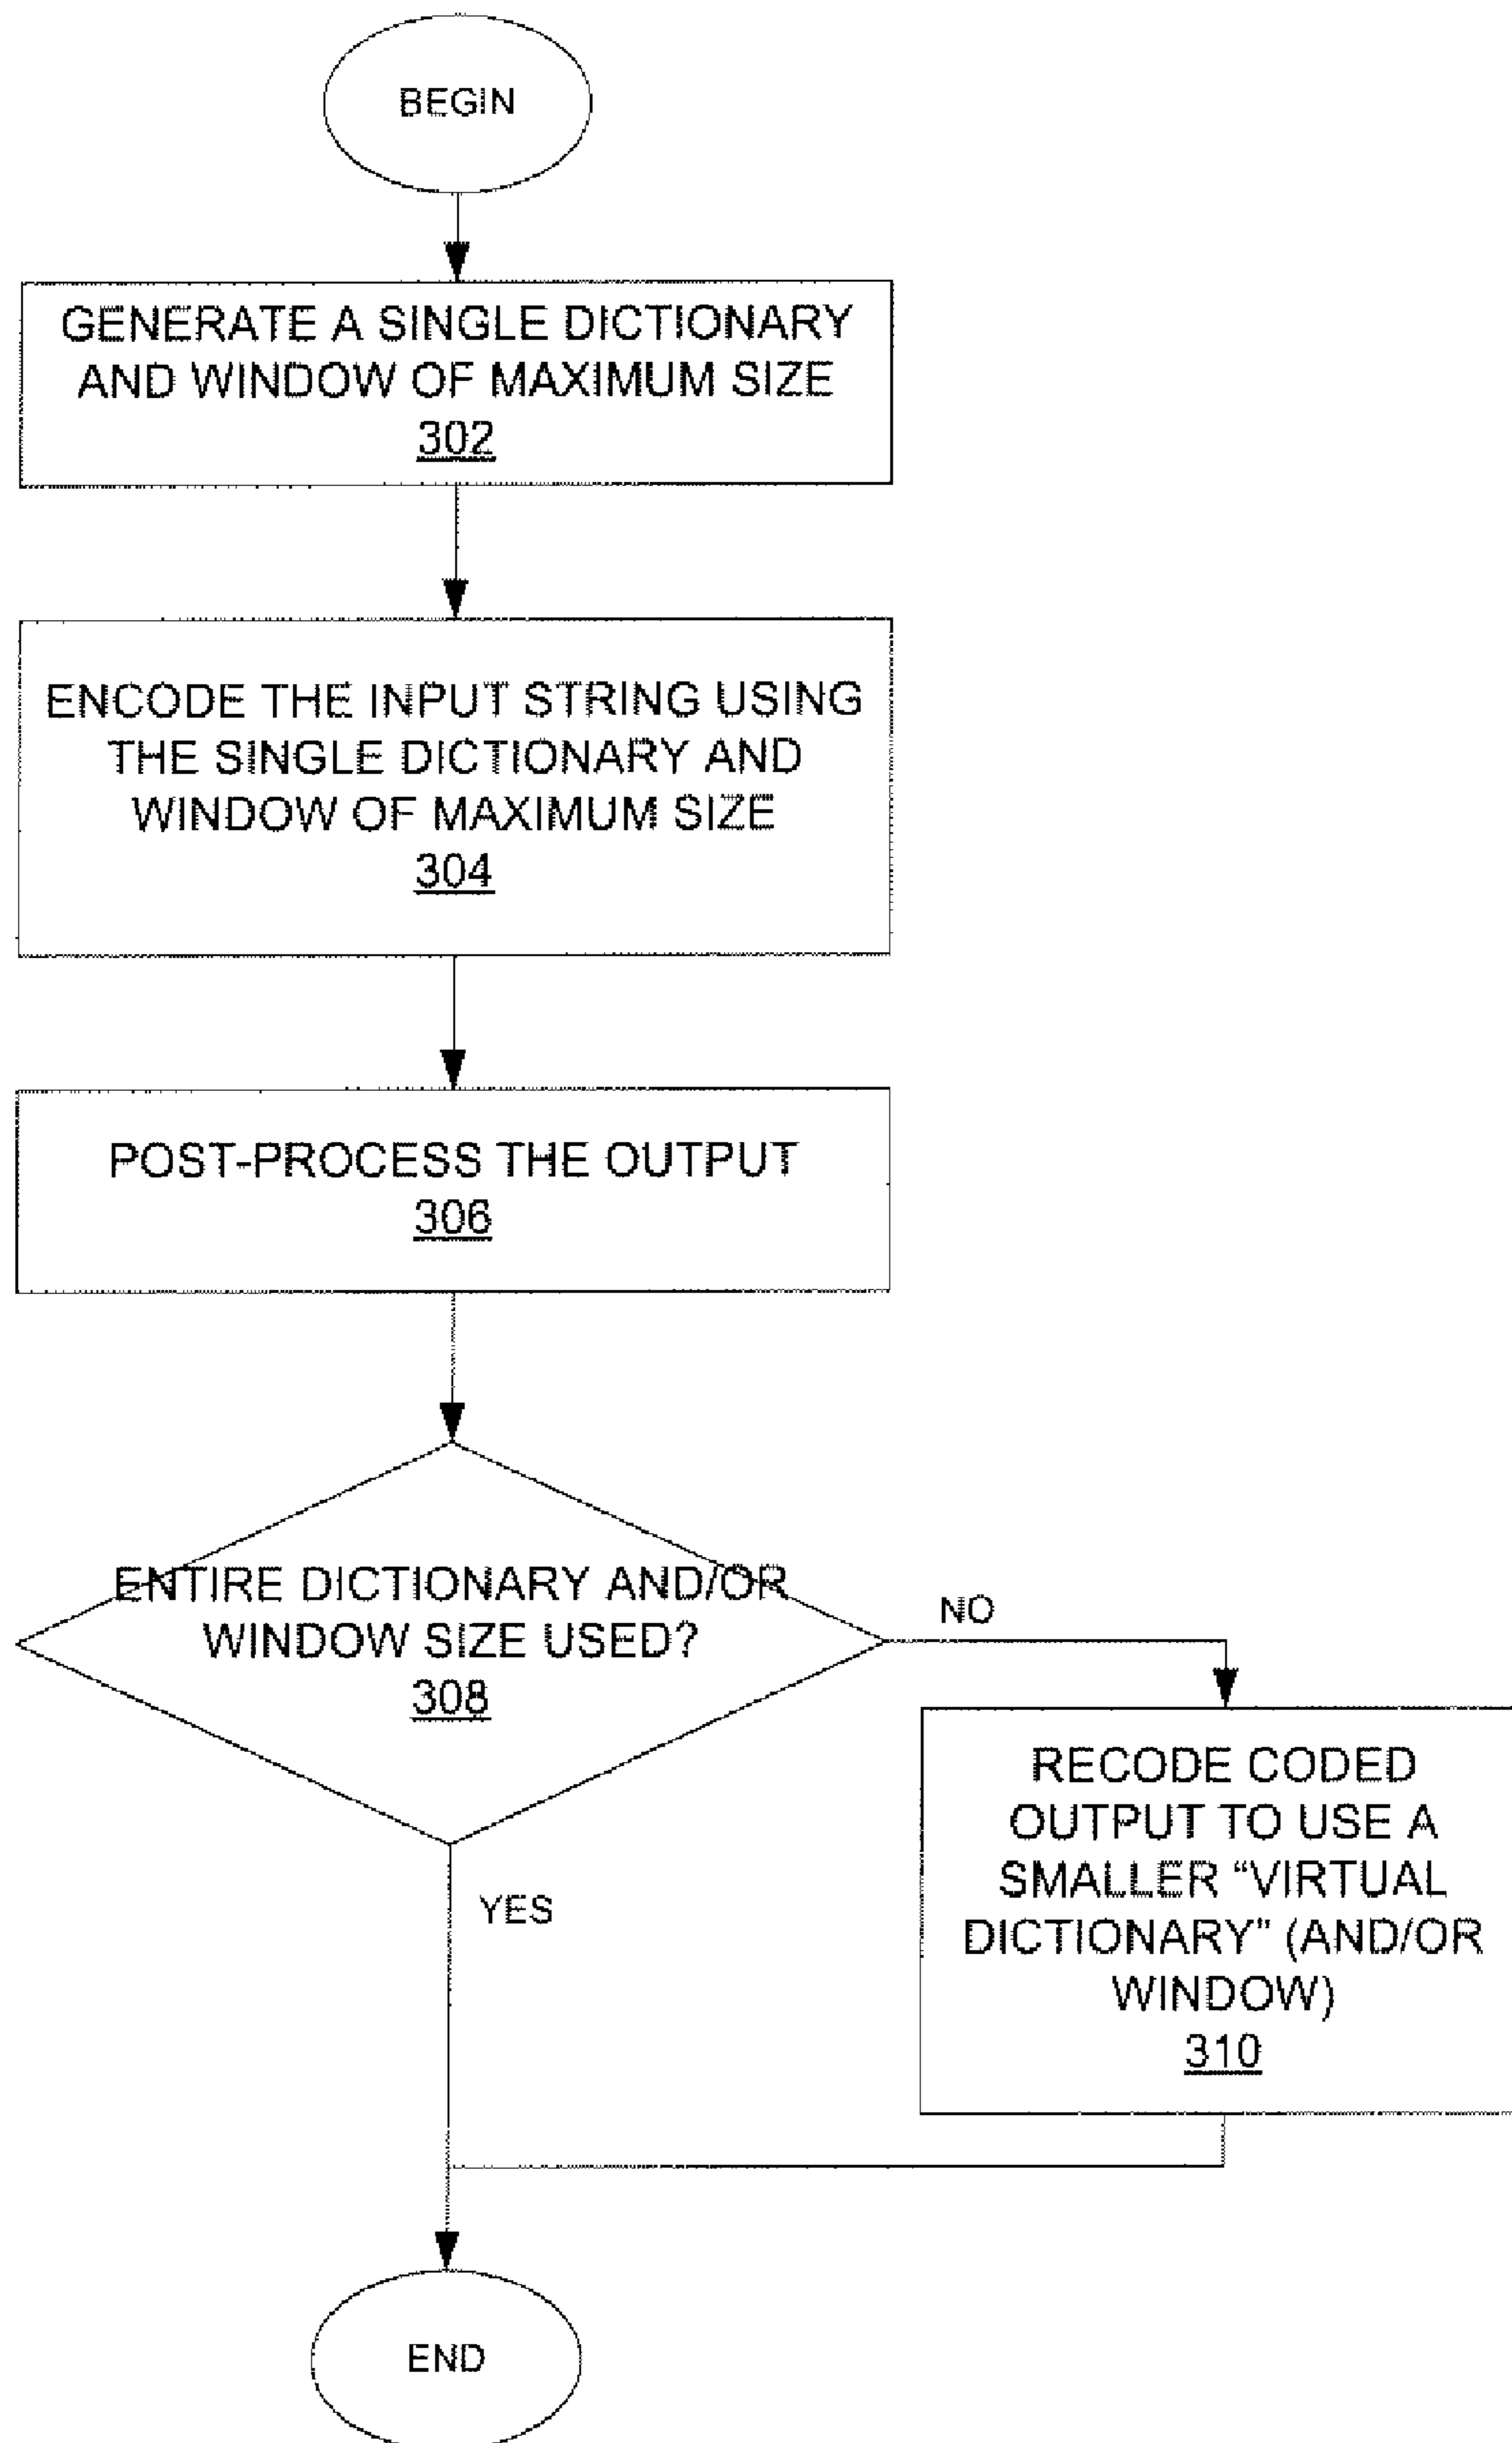 BEGIN
GENERATE A SINGLE DICTIONARY
AND WINDOW OF MAXIMUM SIZE
302
ENCODE THE INPUT STRING USING
THE SINGLE DICTIONARY AND
WINDOW OF MAXIMUM SIZE
304
POST-PROCESS THE OUTPUT
306
ENTIRE DICTIONARY AND/OR
WINDOW SIZE USED?
308
NO
YES
RECODE CODED
OUTPUT TO USE A
SMALLER “VIRTUAL
DICTIONARY” (AND/OR
WINDOW)
310
END